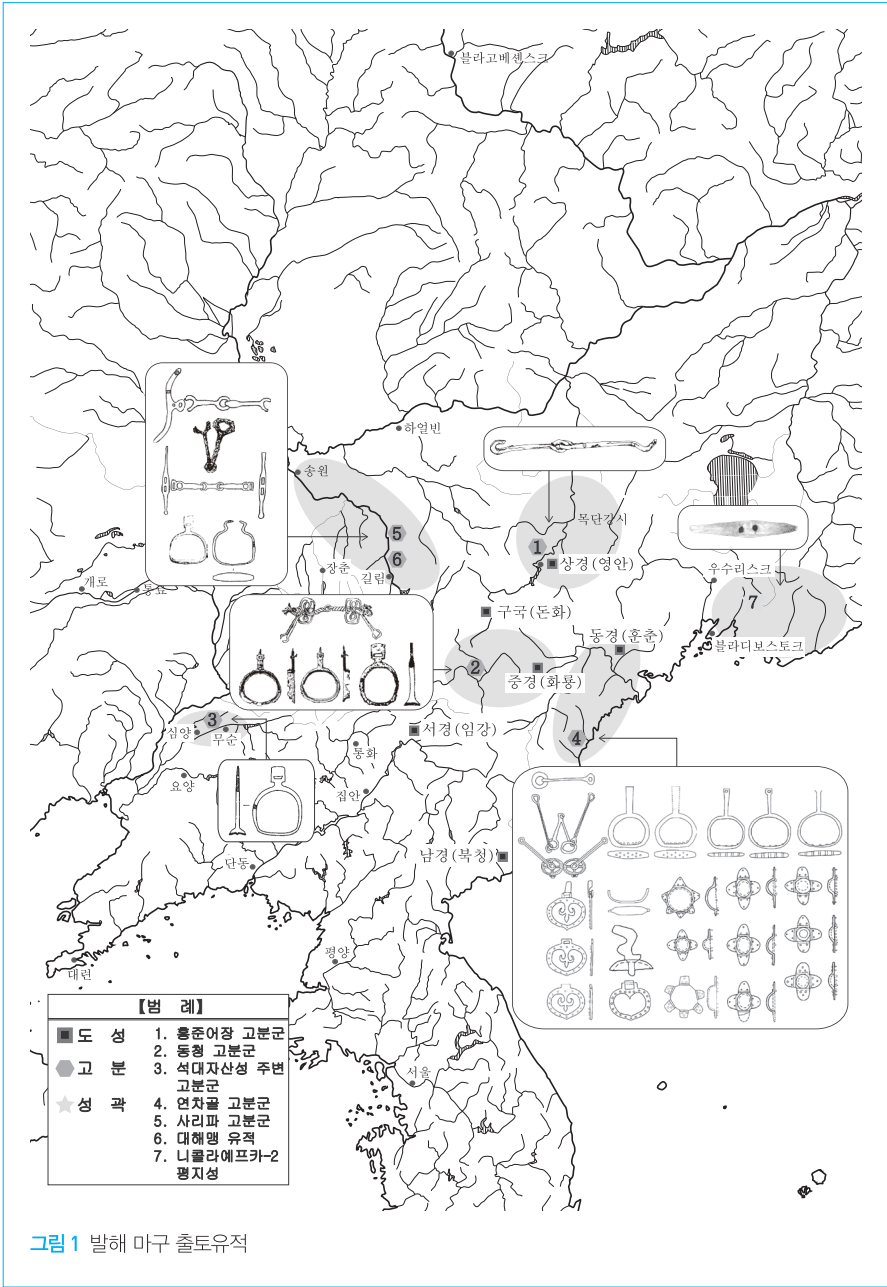 블라고베셴스크
하얼빈
송원
목단강시
5
1
상경(영안)
6
장춘
길림
개로
통료
우수리스크
7
구국(돈화)
동경(훈춘)
블라디보스토크
2
중경(화룡)
3
심양
무순
서경(임강)
4
통화
요양
집안
단동
남경(북청)
평양
대련
【범 례】
도 성
고 분
성 곽
1. 홍준어장 고분군
2. 동청 고분군
3. 석대자산성 주변
고분군
4. 연차골 고분군
5. 사리파 고분군
6. 대해맹 유적
7. 니콜라예프카-2
평지성
서울
그림 1 발해 마구 출토유적